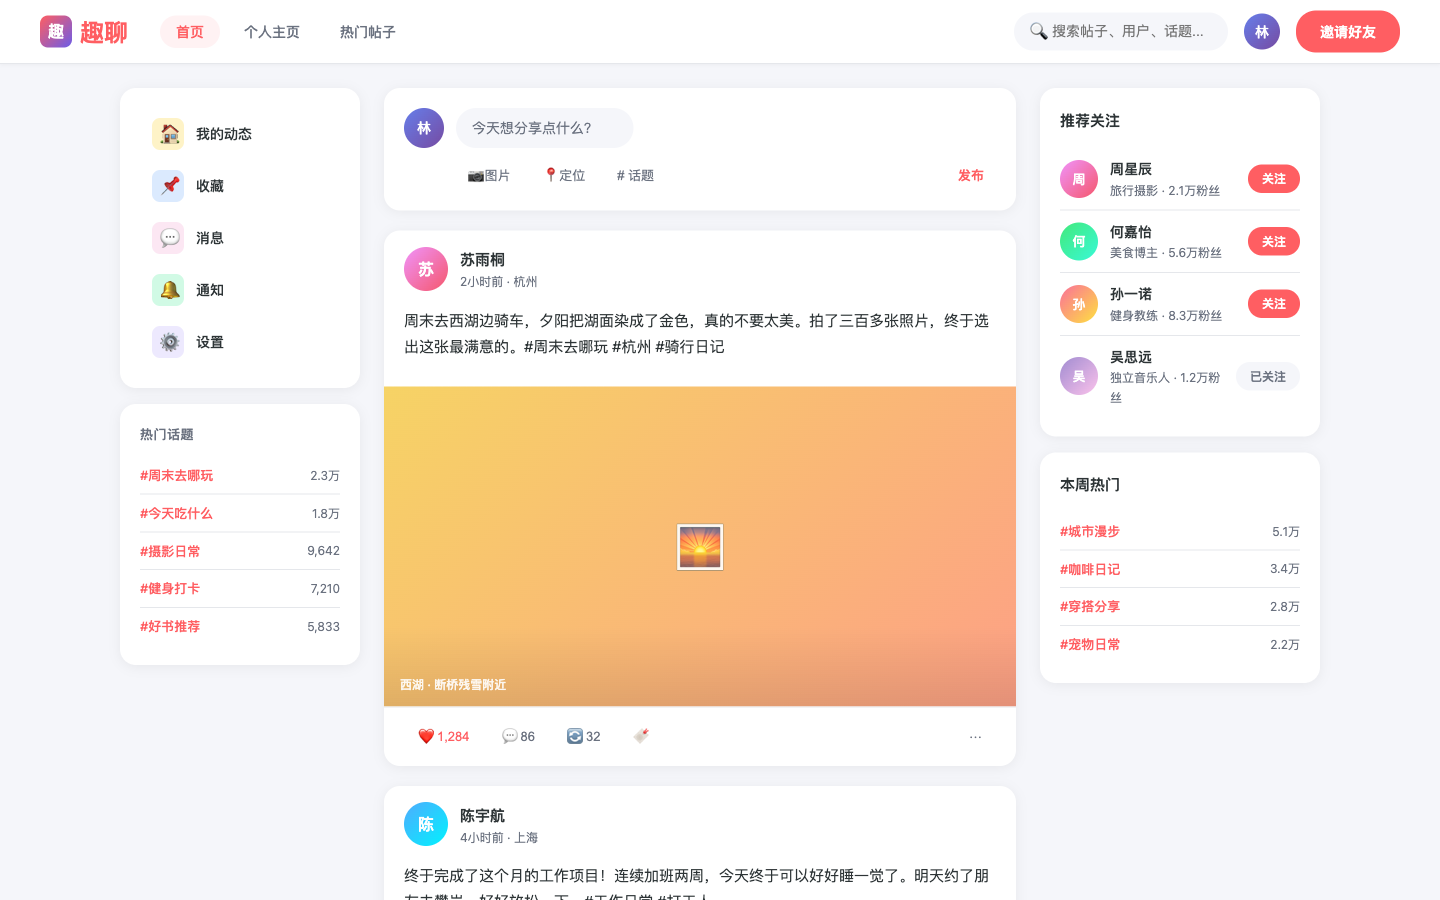 趣 趣聊 首页 个人主页 热门帖子 搜索帖子、用户、话题... 林 邀请好友
我的动态
收藏
消息
通知
设置
热门话题
#周末去哪玩 2.3万
#今天吃什么 1.8万
#摄影日常 9,642
#健身打卡 7,210
#好书推荐 5,833
林 今天想分享点什么?
图片 定位 # 话题 发布
苏 苏雨桐
2小时前 · 杭州
周末去西湖边骑车，夕阳把湖面染成了金色，真的不要太美。拍了三百多张照片，终于选
出这张最满意的。#周末去哪玩 #杭州 #骑行日记
西湖 · 断桥残雪附近
1,284 86 32 ...
陈 陈宇航
4小时前 · 上海
终于完成了这个月的工作项目！连续加班两周，今天终于可以好好睡一觉了。明天约了朋
推荐关注
周 周星辰 关注
旅行摄影 · 2.1万粉丝
何 何嘉怡 关注
美食博主 · 5.6万粉丝
孙 孙一诺 关注
健身教练 · 8.3万粉丝
吴 吴思远 已关注
独立音乐人 · 1.2万粉
丝
本周热门
#城市漫步 5.1万
#咖啡日记 3.4万
#穿搭分享 2.8万
#宠物日常 2.2万